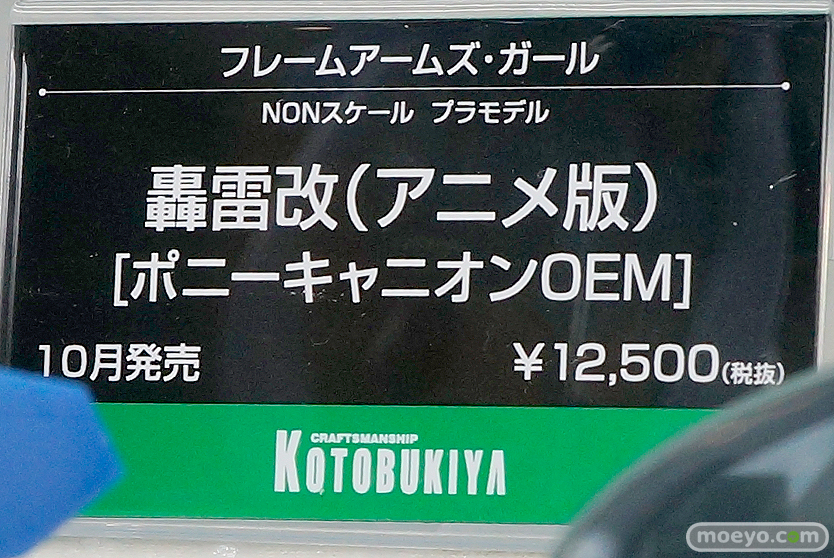 フレームアームズ・ガール
NONスケール プラモデル
轟雷改(アニメ版)
[ポニーキャニオンOEM]
10月発売 ¥12,500(税抜)
CRAFTSMANSHIP
KOTOBUKIYA
moeyo.com